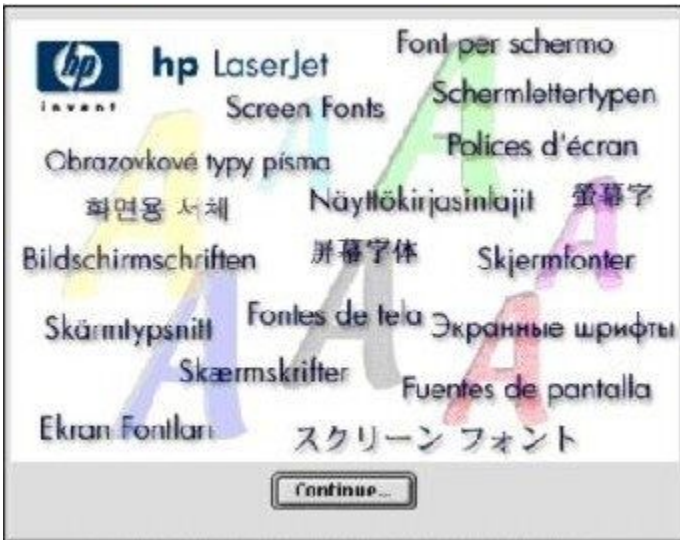 hp
invent
hp LaserJet
Font per schermo
Screen Fonts
Schermlettertypen
Obrazovkové typy písma
Polices d'écran
화면용 서체
Näyttökirjasinlajit
螢幕字
Bildschirmschriften
屏幕字体
Skjermfonter
Skärmtypsnitt
Fontes de tela
Экранные шрифты
Skærmskrifter
Fuentes de pantalla
Ekran Fontları
スクリーン フォント
Continue...